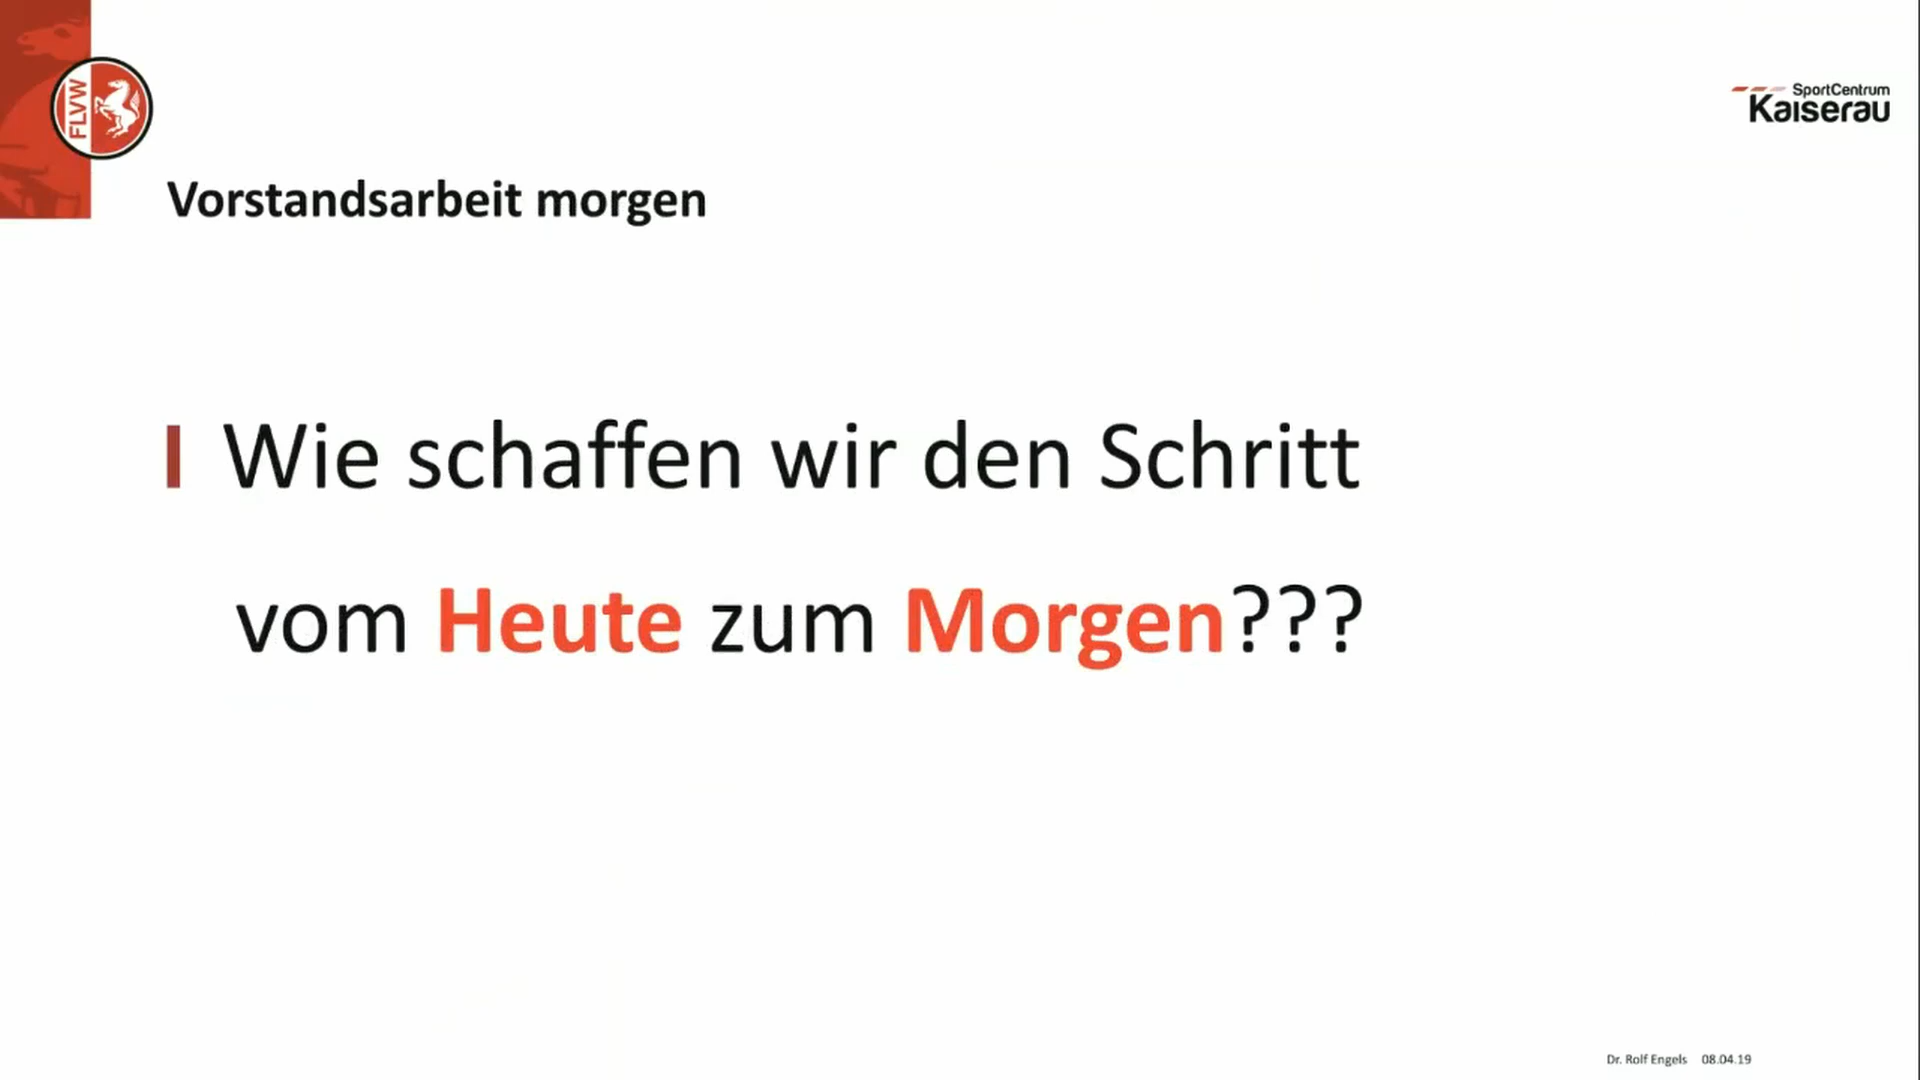 FLVW
SportCentrum
Kaiserau
Vorstandsarbeit morgen
Wie schaffen wir den Schritt
vom Heute zum Morgen???
Dr. Rolf Engels 08.04.19